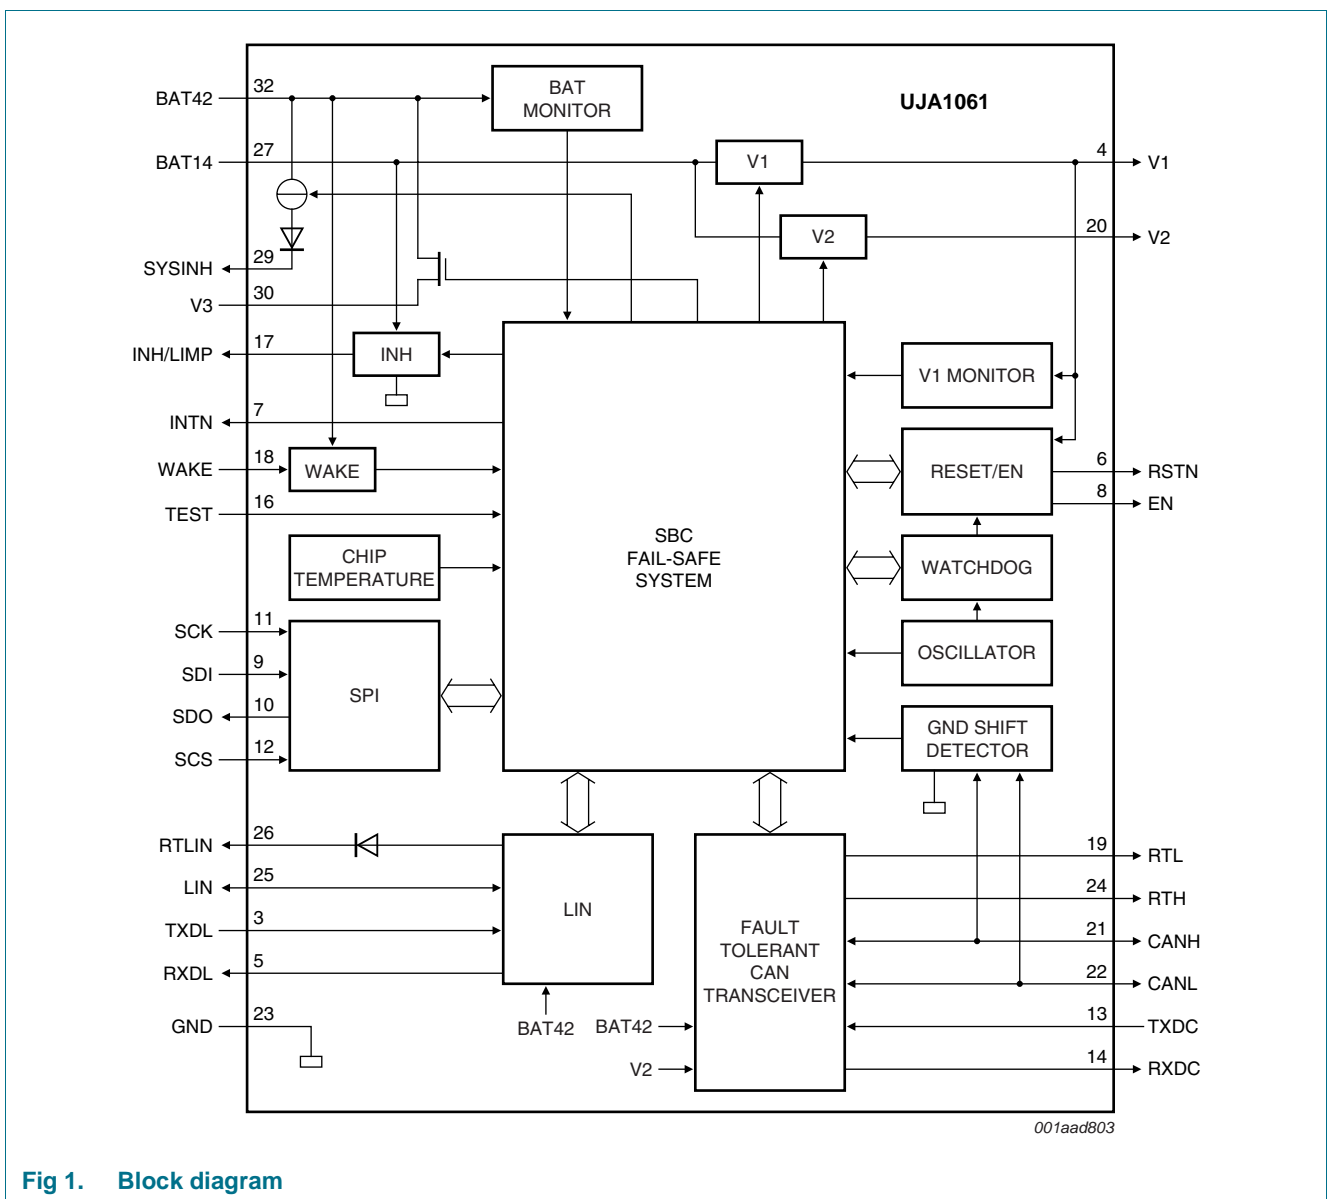 UJA1061
BAT42
32
BAT
MONITOR
BAT14
27
V1
4
V1
V2
20
V2
SYSINH
29
V3
30
INH/LIMP
17
INH
V1 MONITOR
INTN
7
WAKE
18
WAKE
RESET/EN
6
RSTN
8
EN
TEST
16
SBC
FAIL-SAFE
SYSTEM
CHIP
TEMPERATURE
WATCHDOG
SCK
11
SDI
9
SPI
SDO
10
SCS
12
OSCILLATOR
GND SHIFT
DETECTOR
RTLIN
26
LIN
25
LIN
TXDL
3
RXDL
5
GND
23
BAT42
BAT42
V2
FAULT
TOLERANT
CAN
TRANSCEIVER
19
RTL
24
RTH
21
CANH
22
CANL
13
TXDC
14
RXDC
001aad803
Fig 1. Block diagram